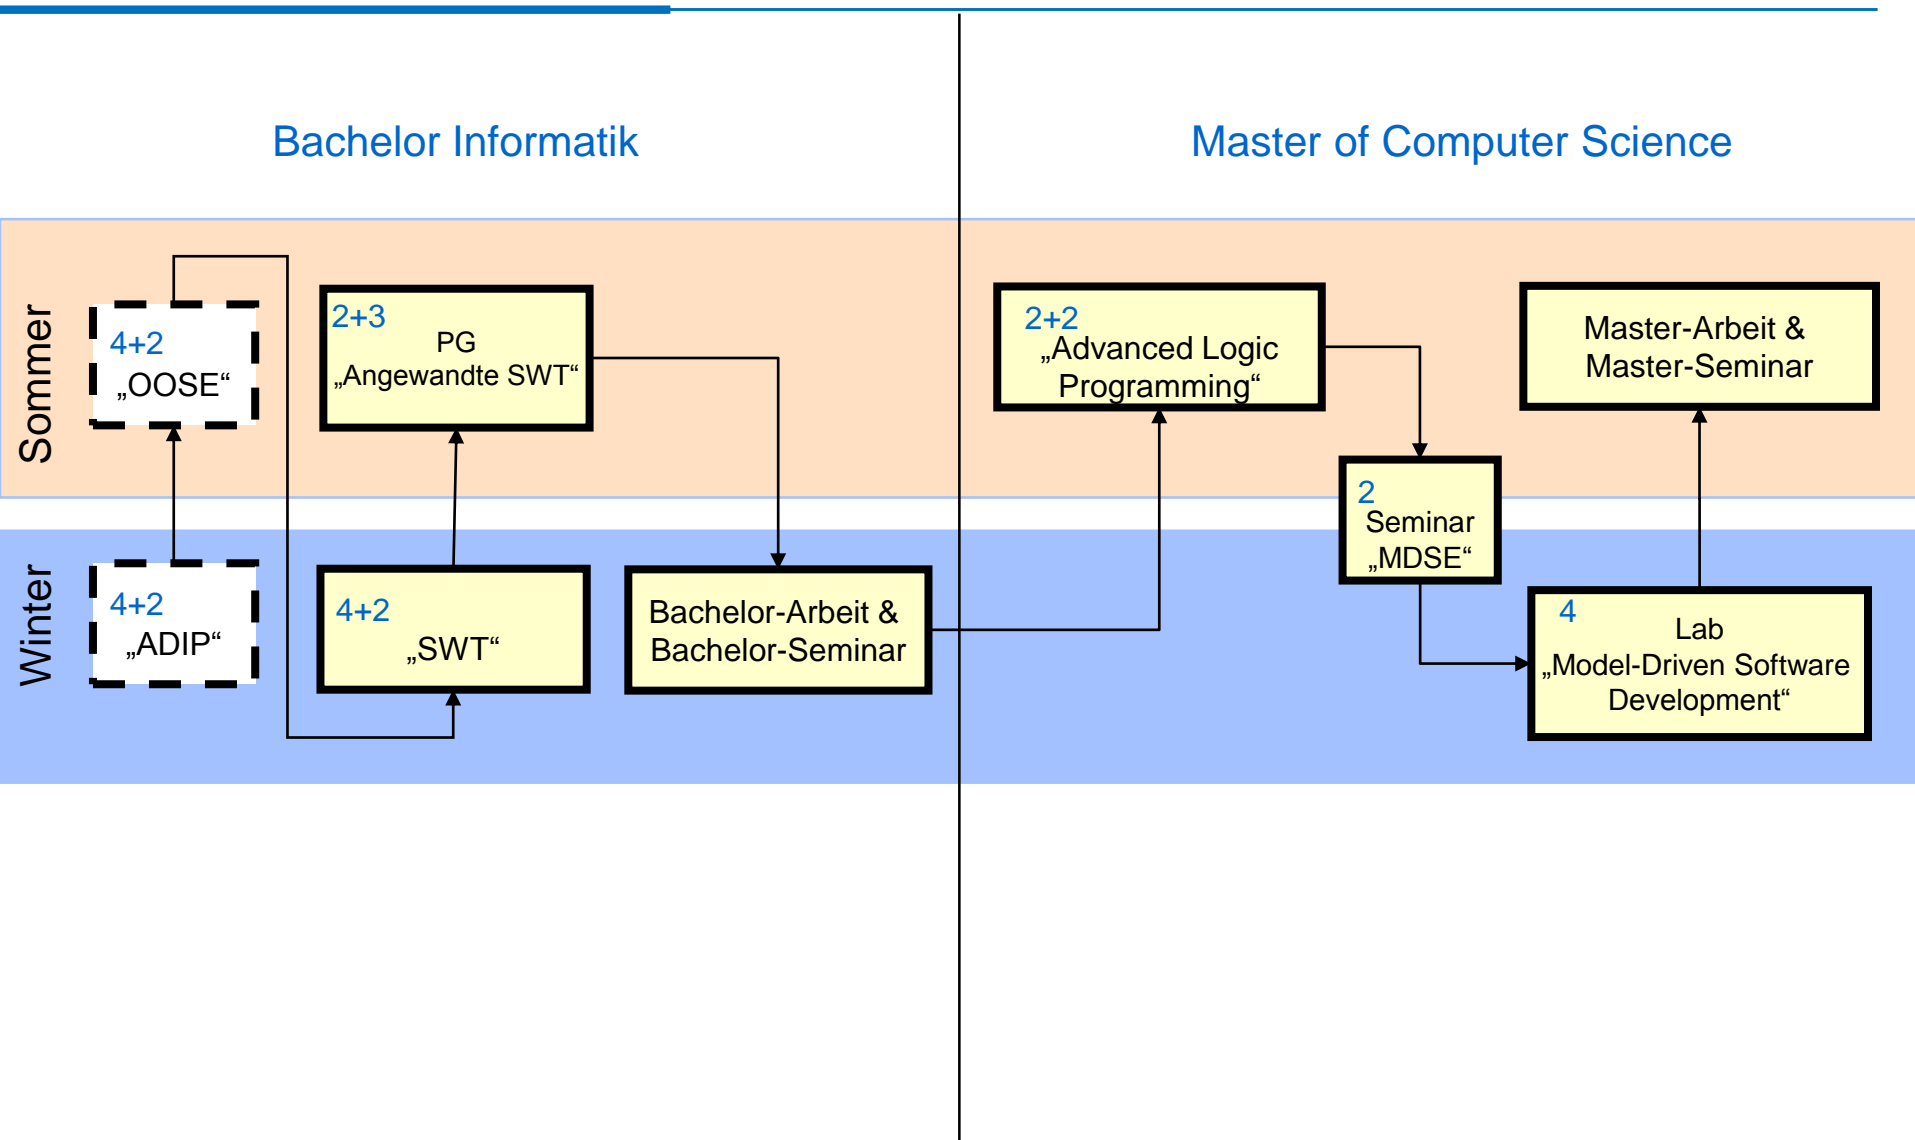 Bachelor Informatik
Master of Computer Science
Sommer
4+2
„OOSE“
2+3
PG
„Angewandte SWT“
2+2
„Advanced Logic
Programming“
Master-Arbeit &
Master-Seminar
2
Seminar
„MDSE“
Winter
4+2
„ADIP“
4+2
„SWT“
Bachelor-Arbeit &
Bachelor-Seminar
4
Lab
„Model-Driven Software
Development“